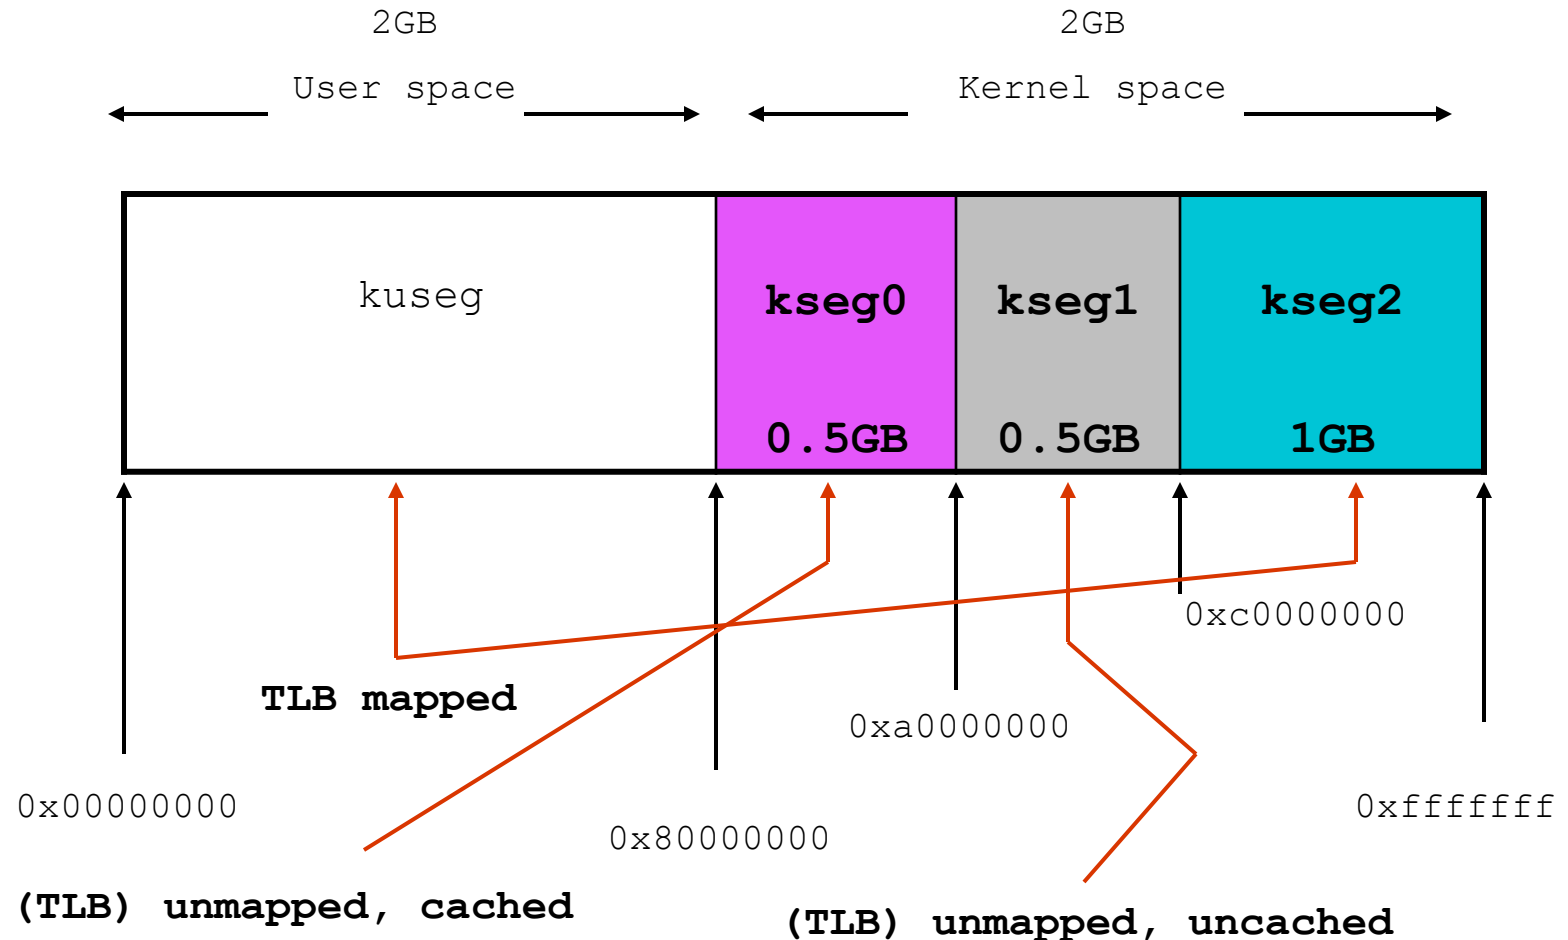 2GB
2GB
User space
Kernel space
kuseg
kseg0
kseg1
kseg2
0.5GB
0.5GB
1GB
0xc0000000
TLB mapped
0xa0000000
0x00000000
0xfffffff
0x80000000
(TLB) unmapped, cached
(TLB) unmapped, uncached